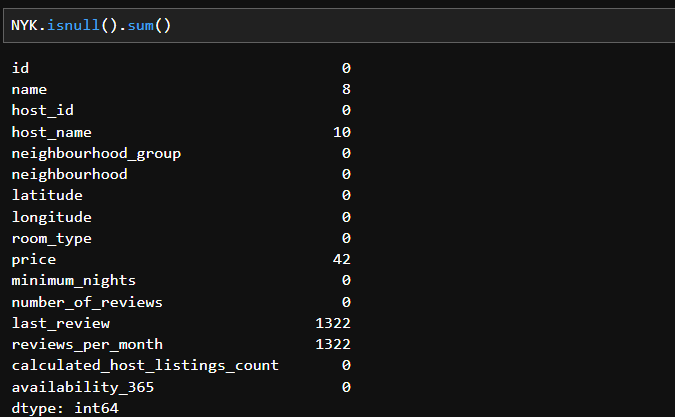 NYK.isnull().sum()
id 0
name 8
host_id 0
host_name 10
neighbourhood_group 0
neighbourhood 0
latitude 0
longitude 0
room_type 0
price 42
minimum_nights 0
number_of_reviews 0
last_review 1322
reviews_per_month 1322
calculated_host_listings_count 0
availability_365 0
dtype: int64